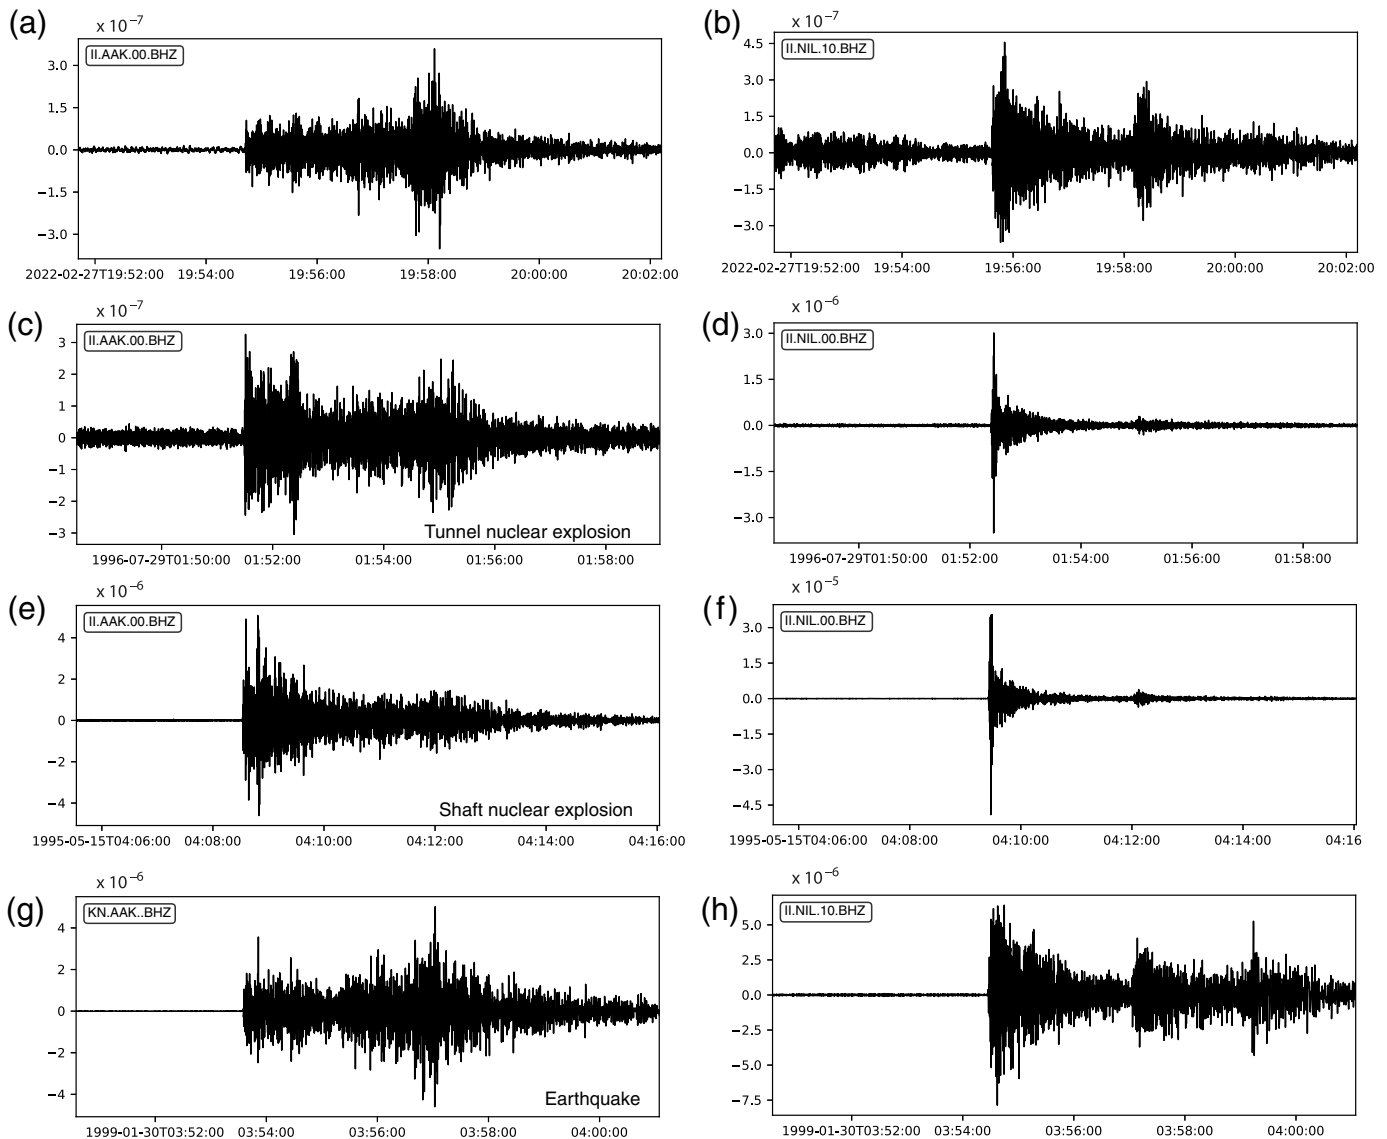 (a)
x 10⁻⁷
II.AAK.00.BHZ
3.0
1.5
0.0
−1.5
−3.0
2022-02-27T19:52:00 19:54:00 19:56:00 19:58:00 20:00:00 20:02:00
(b)
x 10⁻⁷
II.NIL.10.BHZ
4.5
3.0
1.5
0.0
−1.5
−3.0
2022-02-27T19:52:00 19:54:00 19:56:00 19:58:00 20:00:00 20:02:00
(c)
x 10⁻⁷
II.AAK.00.BHZ
3
2
1
0
−1
−2
−3
Tunnel nuclear explosion
1996-07-29T01:50:00 01:52:00 01:54:00 01:56:00 01:58:00
(d)
x 10⁻⁶
II.NIL.00.BHZ
3.0
1.5
0.0
−1.5
−3.0
1996-07-29T01:50:00 01:52:00 01:54:00 01:56:00 01:58:00
(e)
x 10⁻⁶
II.AAK.00.BHZ
4
2
0
−2
−4
Shaft nuclear explosion
1995-05-15T04:06:00 04:08:00 04:10:00 04:12:00 04:14:00 04:16:00
(f)
x 10⁻⁵
II.NIL.00.BHZ
3.0
1.5
0.0
−1.5
−3.0
−4.5
1995-05-15T04:06:00 04:08:00 04:10:00 04:12:00 04:14:00 04:16
(g)
x 10⁻⁶
KN.AAK..BHZ
4
2
0
−2
−4
Earthquake
1999-01-30T03:52:00 03:54:00 03:56:00 03:58:00 04:00:00
(h)
x 10⁻⁶
II.NIL.10.BHZ
5.0
2.5
0.0
−2.5
−5.0
−7.5
1999-01-30T03:52:00 03:54:00 03:56:00 03:58:00 04:00:00